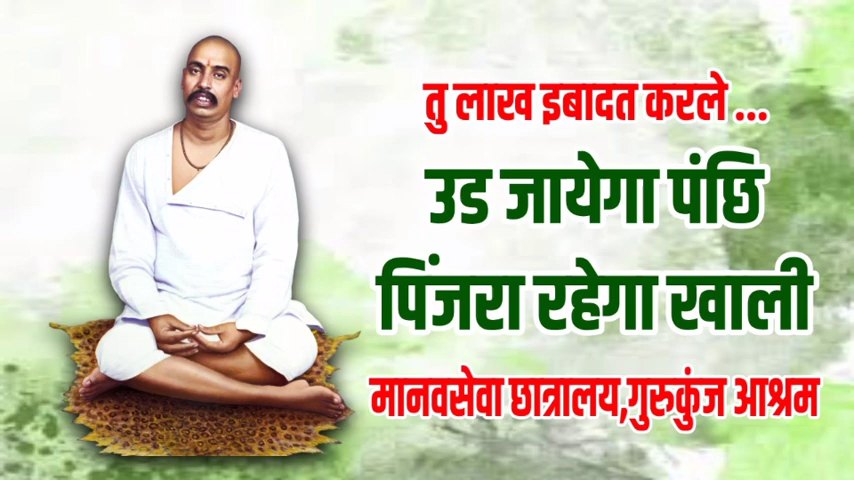 तु लाख इबादत करले ...
उड जायेगा पंछि
पिंजरा रहेगा खाली
मानवसेवा छात्रालय,गुरुकुंज आश्रम